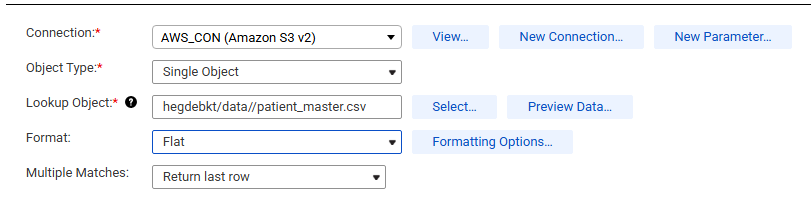 Connection:* AWS_CON (Amazon S3 v2) View... New Connection... New Parameter...
Object Type:* Single Object
Lookup Object:* ? hegdebkt/data//patient_master.csv Select... Preview Data...
Format: Flat Formatting Options...
Multiple Matches: Return last row